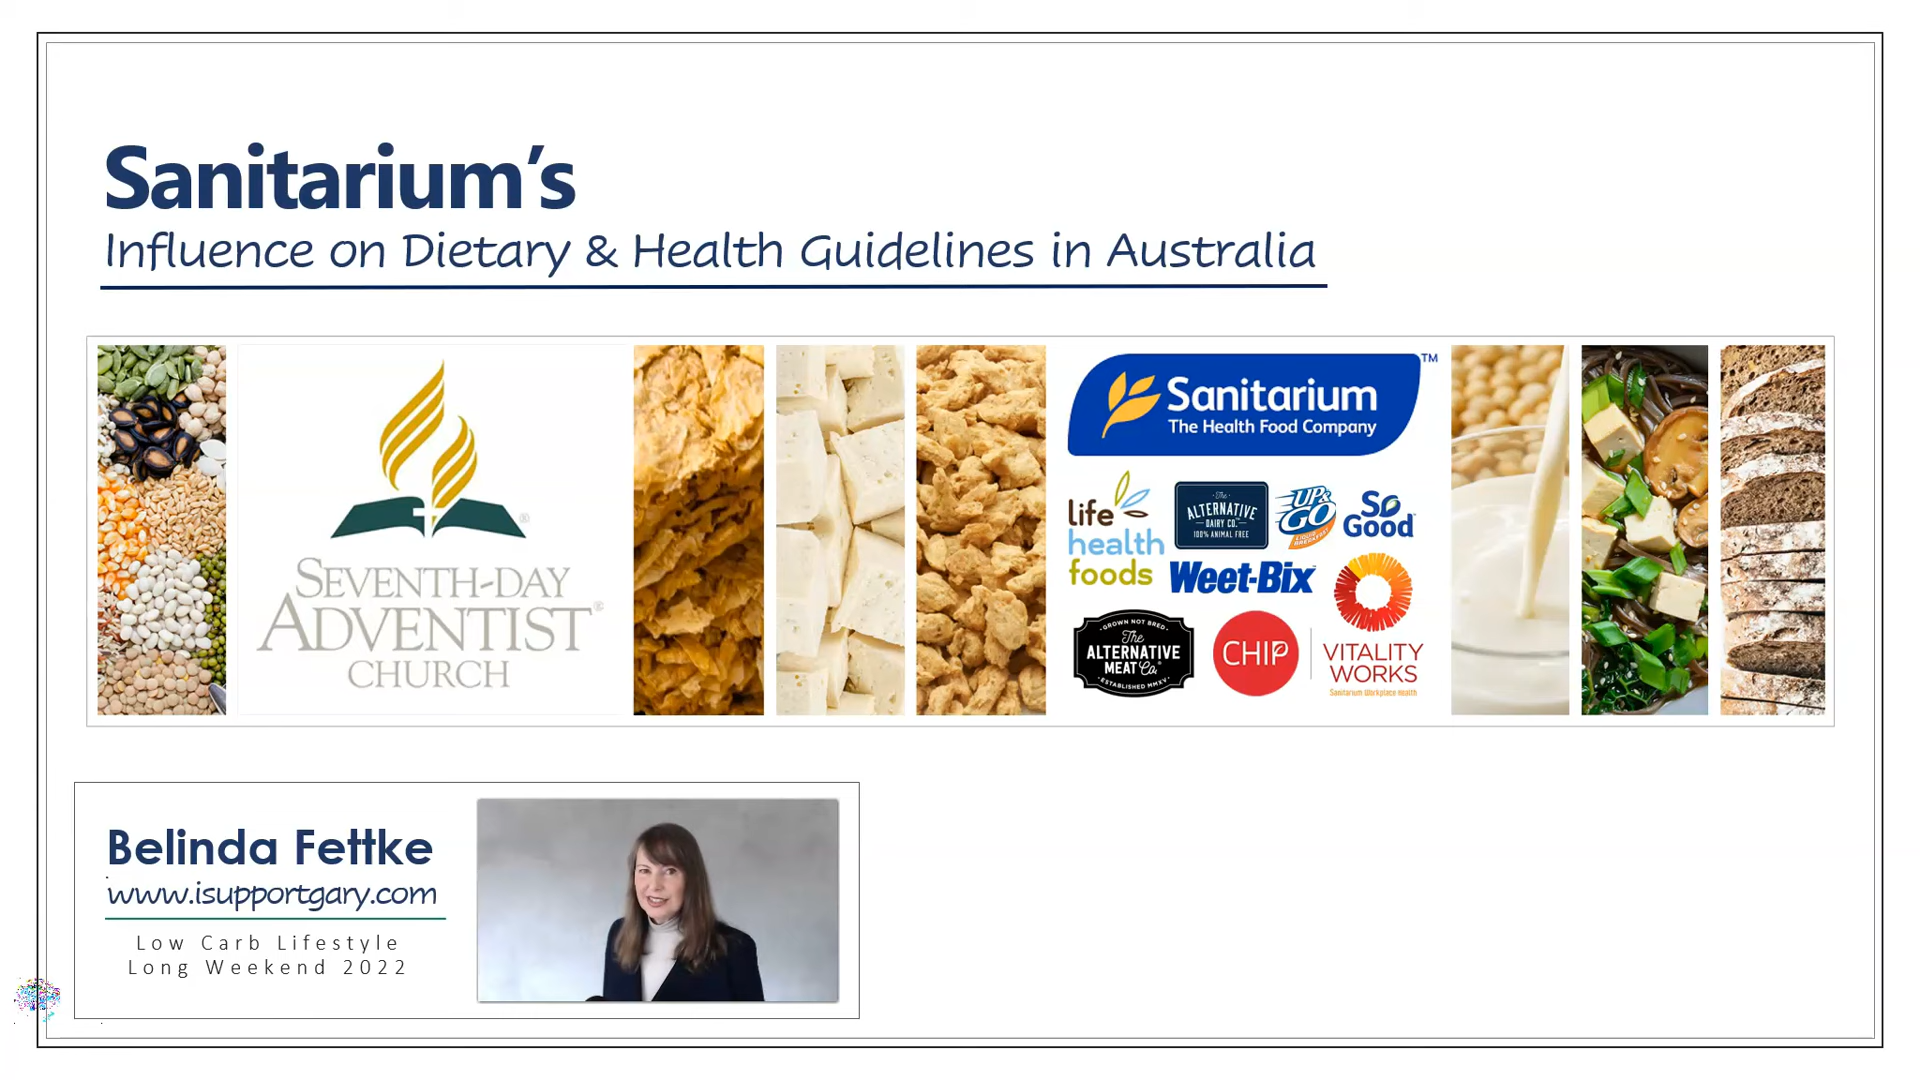 Sanitarium's
Influence on Dietary & Health Guidelines in Australia
SEVENTH-DAY
ADVENTIST®
CHURCH
Sanitarium™
The Health Food Company
life
health
foods
The
ALTERNATIVE
DAIRY CO.
100% ANIMAL FREE
UP&
GO
LIQUID BREAKFAST
So
Good
Weet-Bix
GROWN NOT BRED
The
ALTERNATIVE
MEAT Co
ESTABLISHED MMXV
CHIP
VITALITY
WORKS
Sanitarium Workplace Health
Belinda Fettke
www.isupportgary.com
Low Carb Lifestyle
Long Weekend 2022